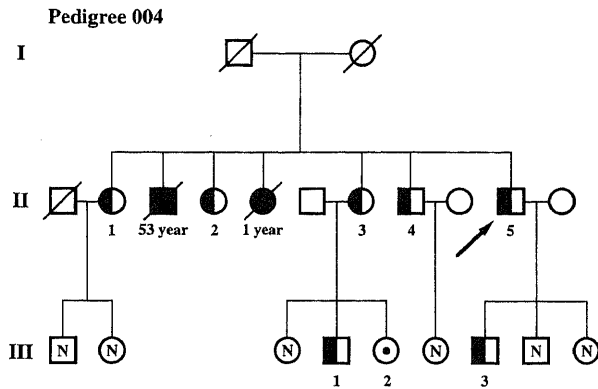 Pedigree 004
I
II
1 53 year 2 1 year 3 4 5
III
N N N N N N
1 2 3